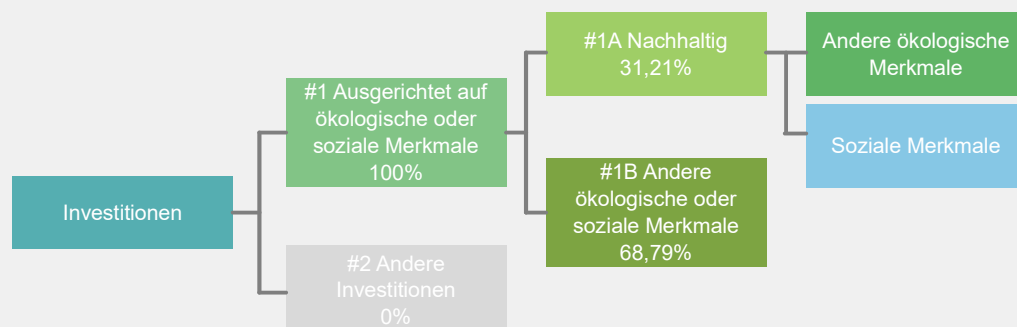 Investitionen
#1 Ausgerichtet auf
ökologische oder
soziale Merkmale
100%
#2 Andere
Investitionen
0%
#1A Nachhaltig
31,21%
#1B Andere
ökologische oder
soziale Merkmale
68,79%
Andere ökologische
Merkmale
Soziale Merkmale